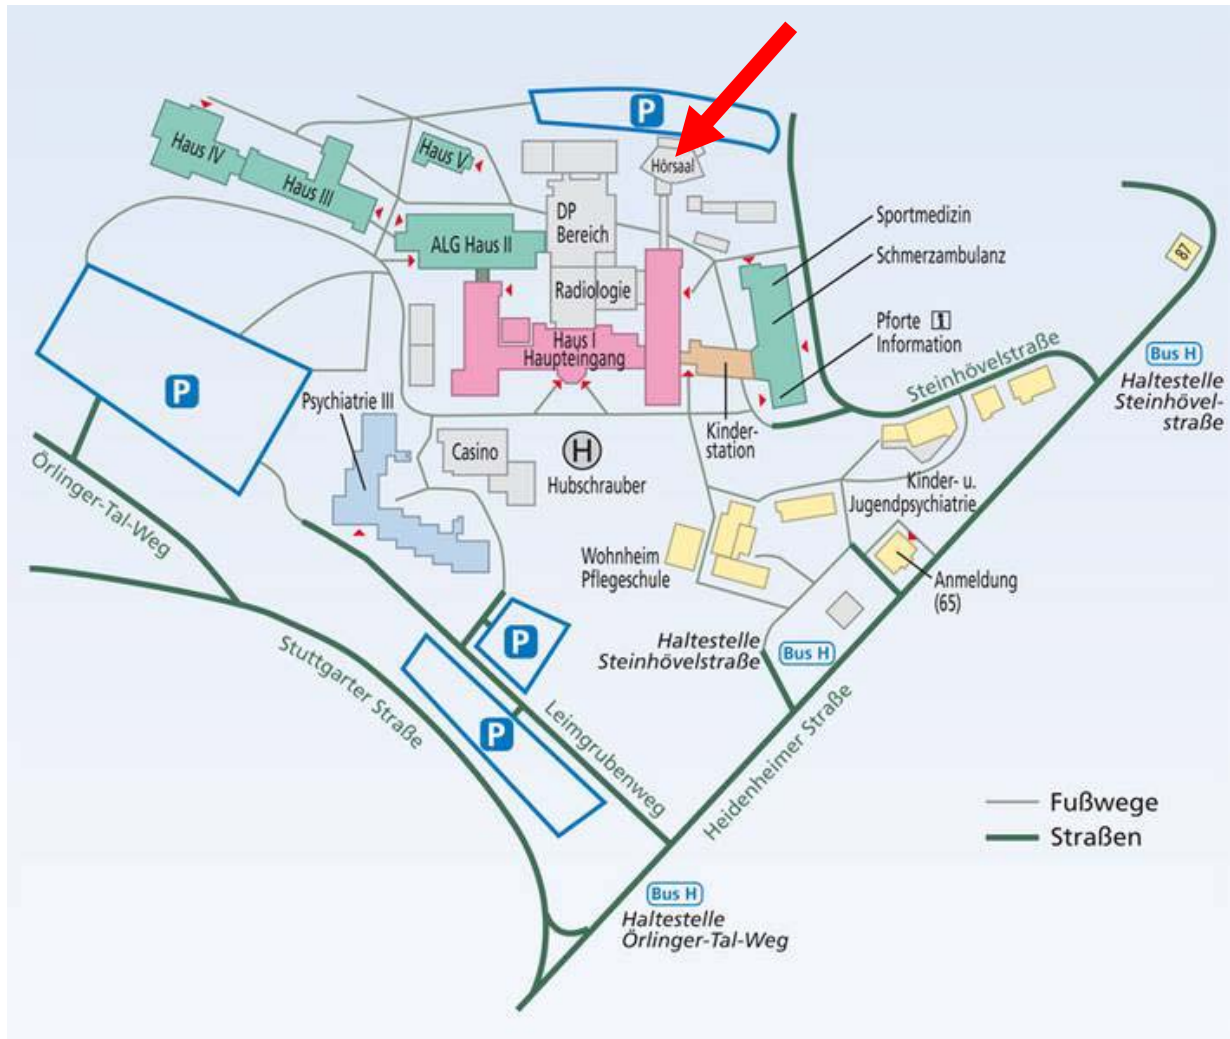 P
Haus IV
Haus III
Haus V
Hörsaal
ALG Haus II
DP
Bereich
Radiologie
Haus I
Haupteingang
Sportmedizin
Schmerzambulanz
Pforte i
Information
87
Bus H
Haltestelle
Steinhövel-
straße
Steinhövelstraße
P
Psychiatrie III
Casino
H
Hubschrauber
Kinder-
station
Kinder- u.
Jugendpsychiatrie
Örlinger-Tal-Weg
Wohnheim
Pflegeschule
Anmeldung
(65)
P
Haltestelle
Steinhövelstraße
Bus H
Stuttgarter Straße
P
Leimgrubenweg
Heidenheimer Straße
Fußwege
Straßen
Bus H
Haltestelle
Örlinger-Tal-Weg